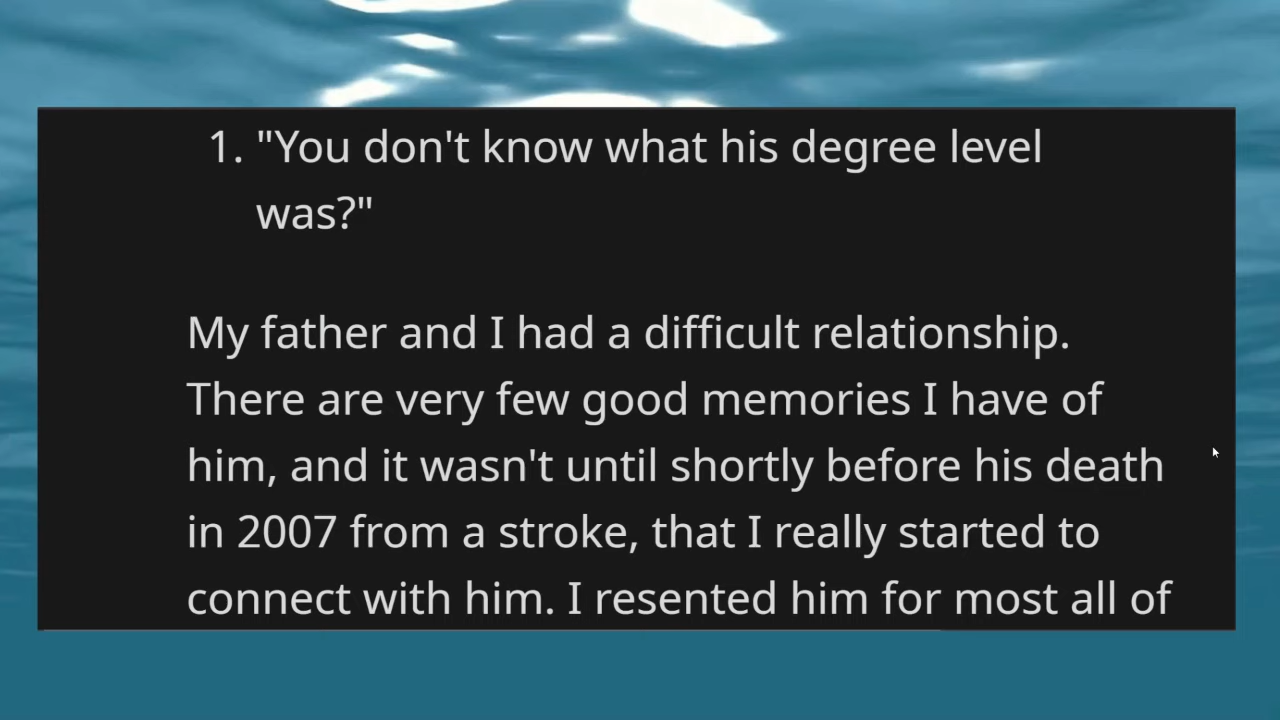 1. "You don't know what his degree level
was?"
My father and I had a difficult relationship.
There are very few good memories I have of
him, and it wasn't until shortly before his death
in 2007 from a stroke, that I really started to
connect with him. I resented him for most all of